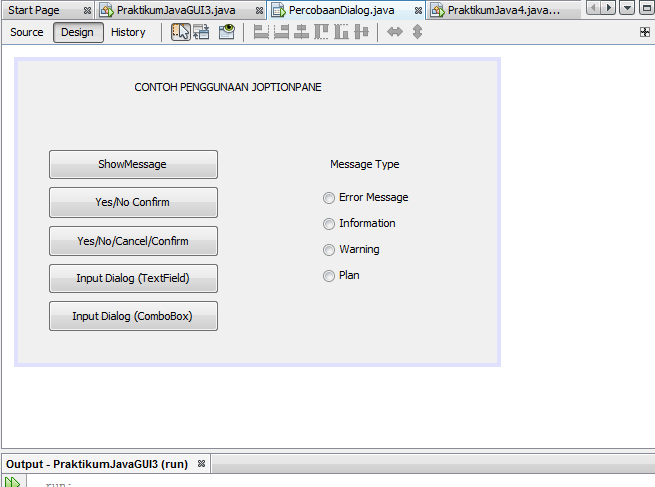 Start Page PraktikumJavaGUI3.java PercobaanDialog.java PraktikumJava4.java...
Source Design History
CONTOH PENGGUNAAN JOPTIONPANE
ShowMessage
Yes/No Confirm
Yes/No/Cancel/Confirm
Input Dialog (TextField)
Input Dialog (ComboBox)
Message Type
Error Message
Information
Warning
Plan
Output - PraktikumJavaGUI3 (run)
run: